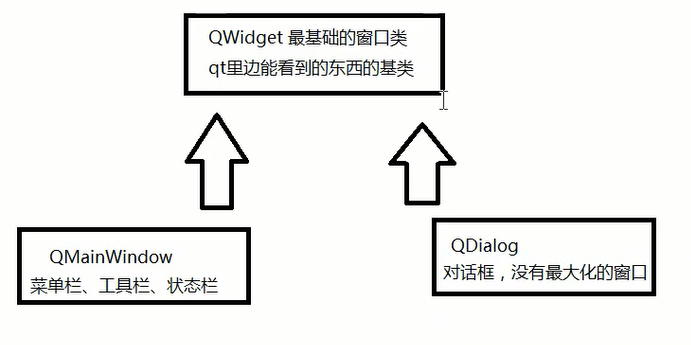 QWidget 最基础的窗口类
qt里边能看到的东西的基类
QMainWindow
菜单栏、工具栏、状态栏
QDialog
对话框，没有最大化的窗口